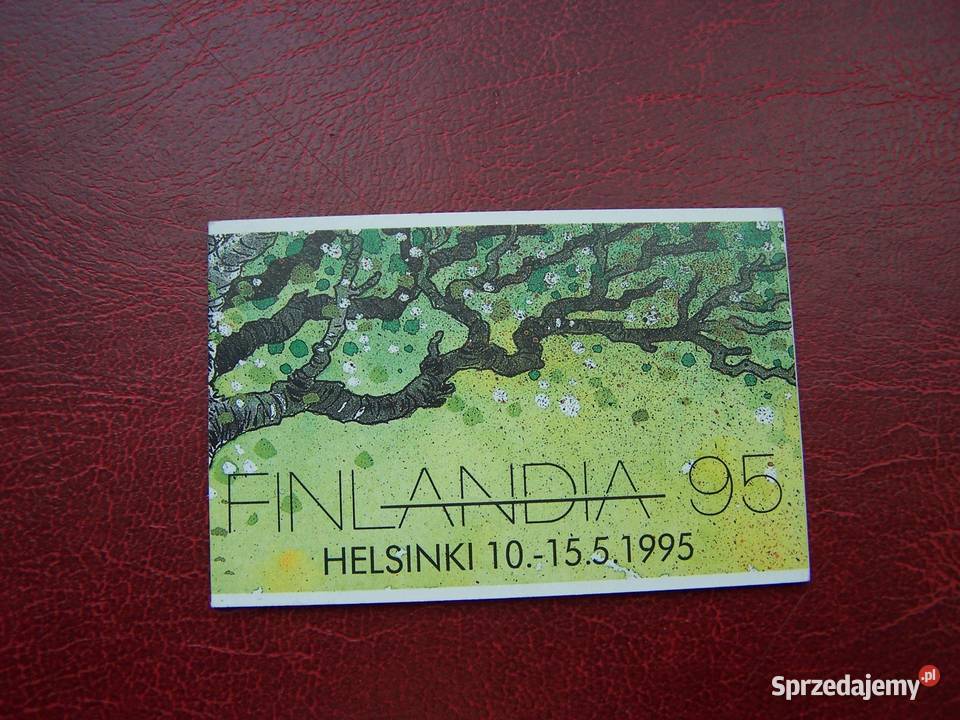 FINLANDIA 95
HELSINKI 10.-15.5.1995
Sprzedajemy.pl